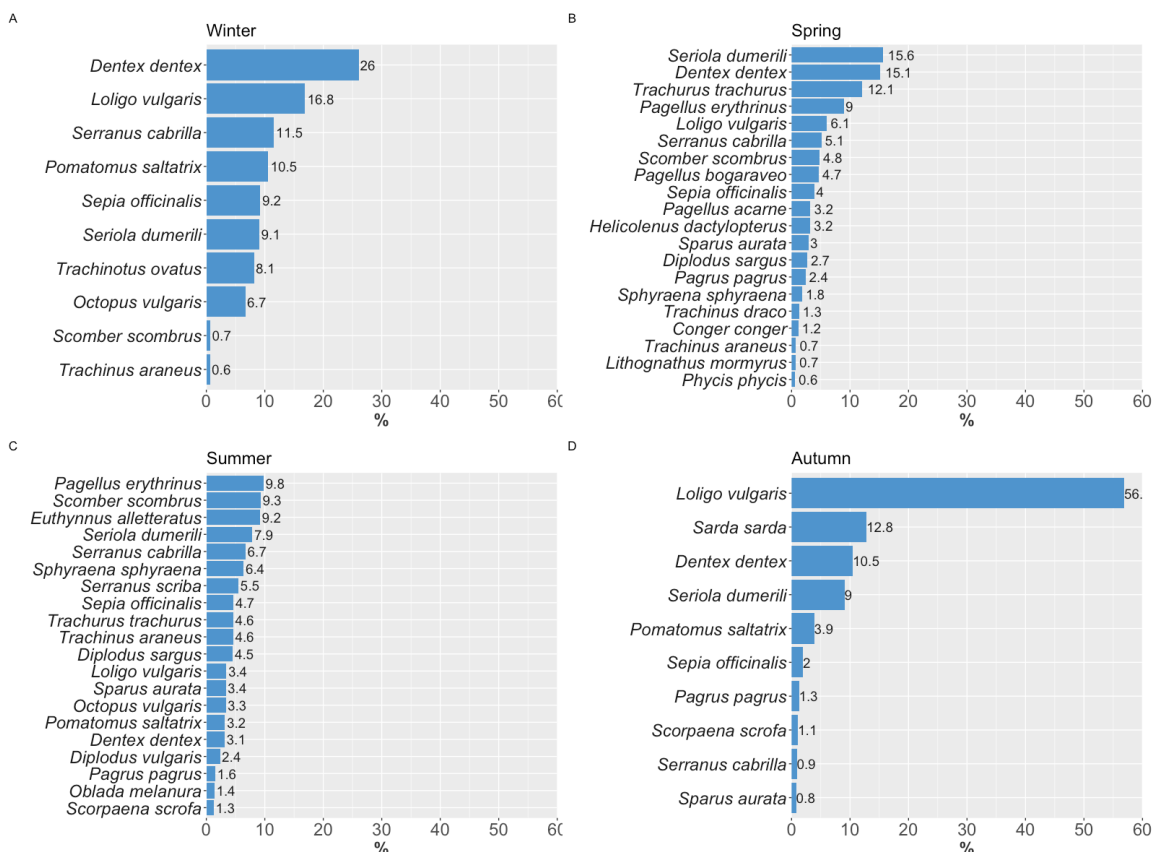 A
Winter
Dentex dentex 26
Loligo vulgaris 16.8
Serranus cabrilla 11.5
Pomatomus saltatrix 10.5
Sepia officinalis 9.2
Seriola dumerili 9.1
Trachinotus ovatus 8.1
Octopus vulgaris 6.7
Scomber scombrus 0.7
Trachinus araneus 0.6
0 10 20 30 40 50 60
%
B
Spring
Seriola dumerili 15.6
Dentex dentex 15.1
Trachurus trachurus 12.1
Pagellus erythrinus 9
Loligo vulgaris 6.1
Serranus cabrilla 5.1
Scomber scombrus 4.8
Pagellus bogaraveo 4.7
Sepia officinalis 4
Pagellus acarne 3.2
Helicolenus dactylopterus 3.2
Sparus aurata 3
Diplodus sargus 2.7
Pagrus pagrus 2.4
Sphyraena sphyraena 1.8
Trachinus draco 1.3
Conger conger 1.2
Trachinus araneus 0.7
Lithognathus mormyrus 0.7
Phycis phycis 0.6
0 10 20 30 40 50 60
%
C
Summer
Pagellus erythrinus 9.8
Scomber scombrus 9.3
Euthynnus alletteratus 9.2
Seriola dumerili 7.9
Serranus cabrilla 6.7
Sphyraena sphyraena 6.4
Serranus scriba 5.5
Sepia officinalis 4.7
Trachurus trachurus 4.6
Trachinus araneus 4.6
Diplodus sargus 4.5
Loligo vulgaris 3.4
Sparus aurata 3.4
Octopus vulgaris 3.3
Pomatomus saltatrix 3.2
Dentex dentex 3.1
Diplodus vulgaris 2.4
Pagrus pagrus 1.6
Oblada melanura 1.4
Scorpaena scrofa 1.3
0 10 20 30 40 50 60
%
D
Autumn
Loligo vulgaris 56.
Sarda sarda 12.8
Dentex dentex 10.5
Seriola dumerili 9
Pomatomus saltatrix 3.9
Sepia officinalis 2
Pagrus pagrus 1.3
Scorpaena scrofa 1.1
Serranus cabrilla 0.9
Sparus aurata 0.8
0 10 20 30 40 50 60
%